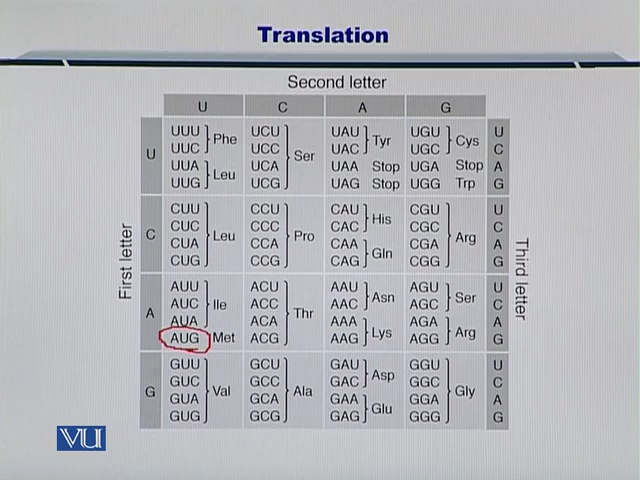 Translation
Second letter
U C A G
UUU UCU UAU UGU U
Phe Tyr Cys
UUC UCC UAC UGC C
Ser
UUA UCA UAA Stop UGA Stop A
U Leu
UUG UCG UAG Stop UGG Trp G
CUU CCU CAU CGU U
His
CUC CCC CAC CGC C
C Leu Pro Arg
CUA CCA CAA CGA A
Gln
CUG CCG CAG CGG G
AUU ACU AAU AGU U
Asn Ser
AUC Ile ACC AAC AGC C
A Thr
AUA ACA AAA AGA A
Lys Arg
AUG Met ACG AAG AGG G
GUU GCU GAU GGU U
Asp
GUC GCC GAC GGC C
G Val Ala Gly
GUA GCA GAA GGA A
Glu
GUG GCG GAG GGG G
First letter
Third letter
VU